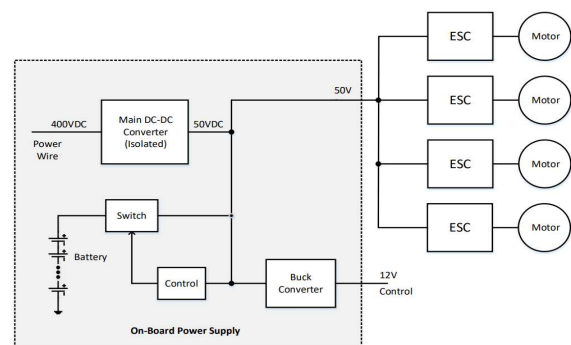 ESC
Motor
50V
400VDC
Power
Wire
Main DC-DC
Converter
(Isolated)
50VDC
ESC
Motor
ESC
Motor
Switch
Battery
ESC
Motor
Control
Buck
Converter
12V
Control
On-Board Power Supply